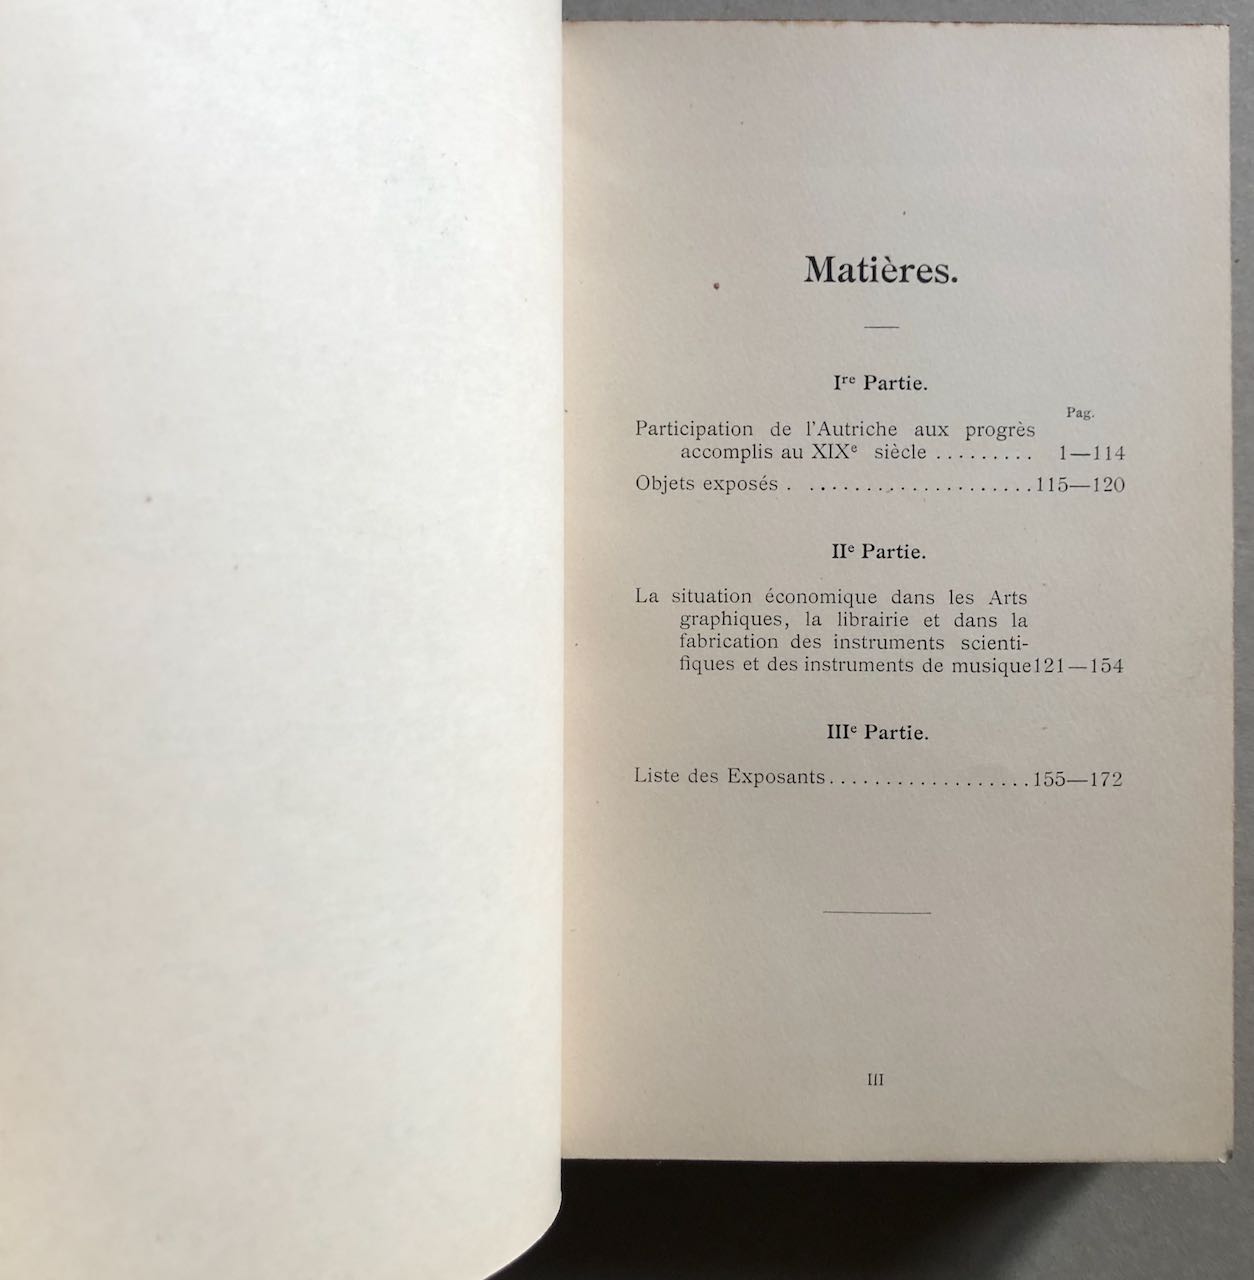 Matières.
Iʳᵉ Partie.
Pag.
Participation de l'Autriche aux progrès
accomplis au XIXᵉ siècle ......... 1—114
Objets exposés . ....................115—120
IIᵉ Partie.
La situation économique dans les Arts
graphiques, la librairie et dans la
fabrication des instruments scienti-
fiques et des instruments de musique121—154
IIIᵉ Partie.
Liste des Exposants..................155—172
III